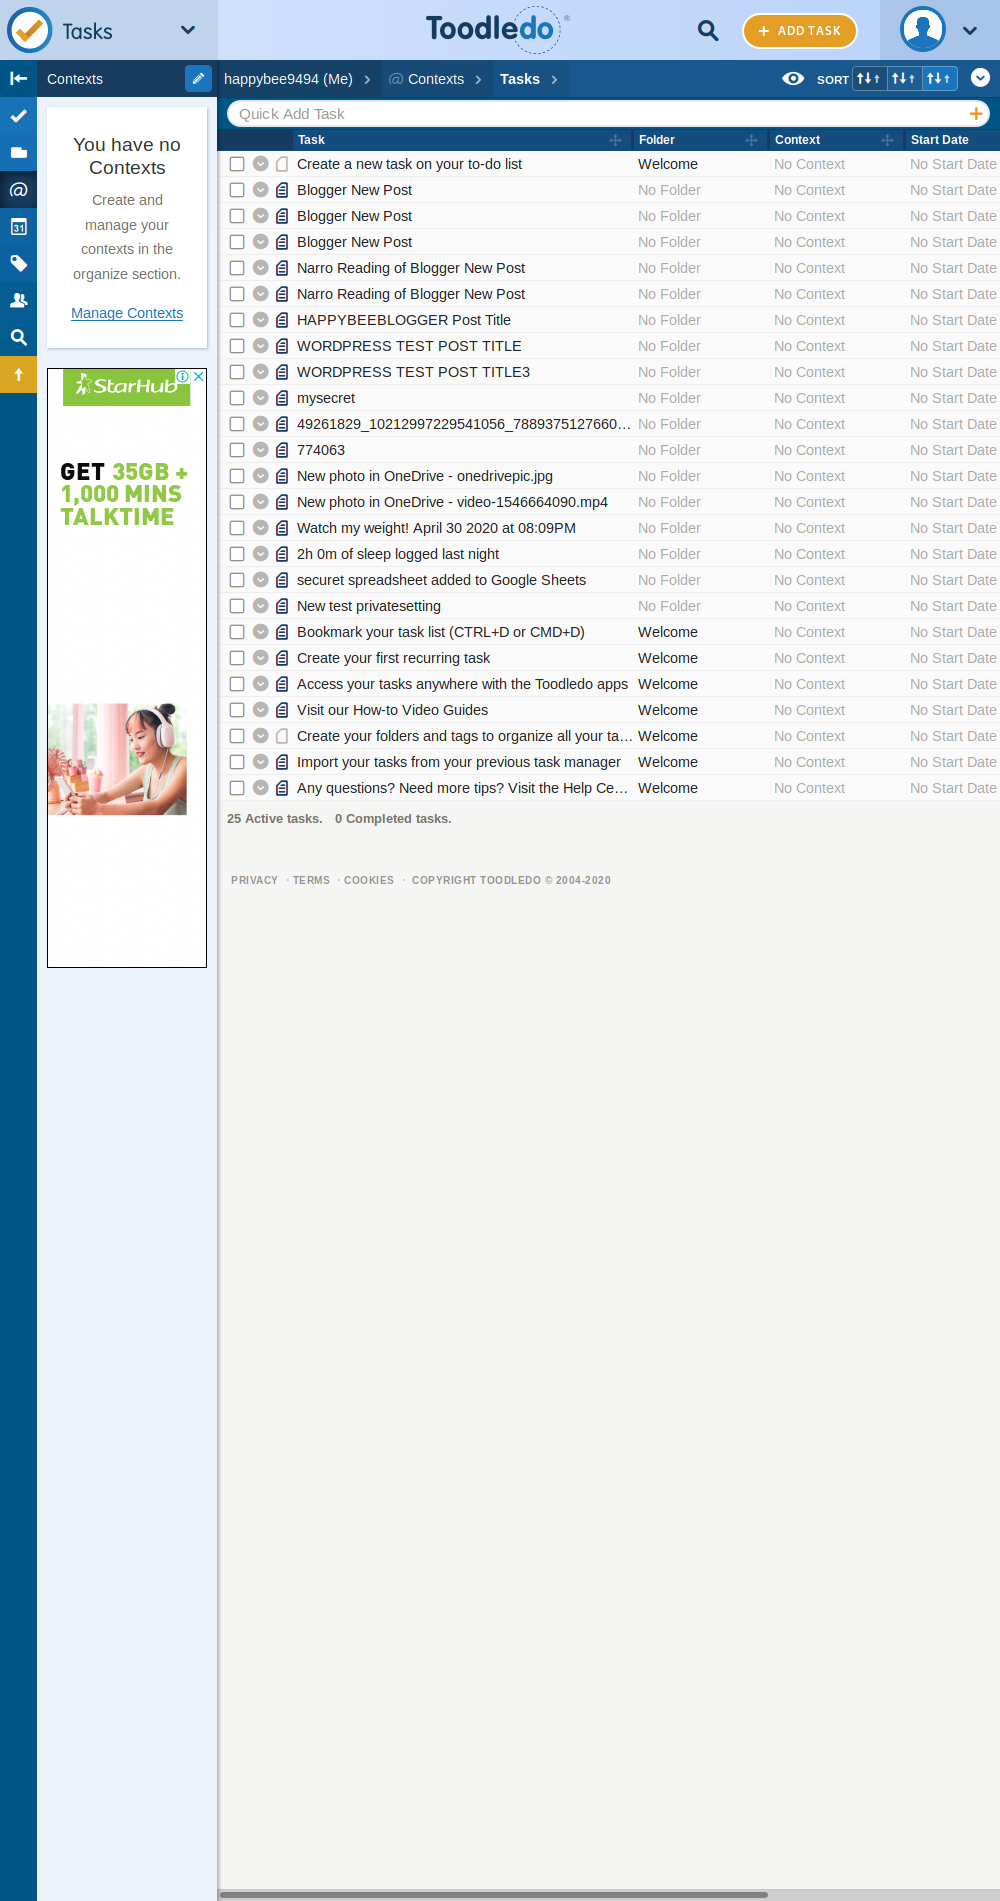 Tasks
Toodledo®
+ ADD TASK
Contexts
happybee9494 (Me)
@ Contexts
Tasks
SORT
Quick Add Task
Task Folder Context Start Date
Create a new task on your to-do list Welcome No Context No Start Date
Blogger New Post No Folder No Context No Start Date
Blogger New Post No Folder No Context No Start Date
Blogger New Post No Folder No Context No Start Date
Narro Reading of Blogger New Post No Folder No Context No Start Date
Narro Reading of Blogger New Post No Folder No Context No Start Date
HAPPYBEEBLOGGER Post Title No Folder No Context No Start Date
WORDPRESS TEST POST TITLE No Folder No Context No Start Date
WORDPRESS TEST POST TITLE3 No Folder No Context No Start Date
mysecret No Folder No Context No Start Date
49261829_10212997229541056_7889375127660... No Folder No Context No Start Date
774063 No Folder No Context No Start Date
New photo in OneDrive - onedrivepic.jpg No Folder No Context No Start Date
New photo in OneDrive - video-1546664090.mp4 No Folder No Context No Start Date
Watch my weight! April 30 2020 at 08:09PM No Folder No Context No Start Date
2h 0m of sleep logged last night No Folder No Context No Start Date
securet spreadsheet added to Google Sheets No Folder No Context No Start Date
New test privatesetting No Folder No Context No Start Date
Bookmark your task list (CTRL+D or CMD+D) Welcome No Context No Start Date
Create your first recurring task Welcome No Context No Start Date
Access your tasks anywhere with the Toodledo apps Welcome No Context No Start Date
Visit our How-to Video Guides Welcome No Context No Start Date
Create your folders and tags to organize all your ta... Welcome No Context No Start Date
Import your tasks from your previous task manager Welcome No Context No Start Date
Any questions? Need more tips? Visit the Help Ce... Welcome No Context No Start Date
25 Active tasks. 0 Completed tasks.
PRIVACY · TERMS · COOKIES · COPYRIGHT TOODLEDO © 2004-2020
@
31
You have no
Contexts
Create and
manage your
contexts in the
organize section.
Manage Contexts
StarHub
GET 35GB +
1,000 MINS
TALKTIME